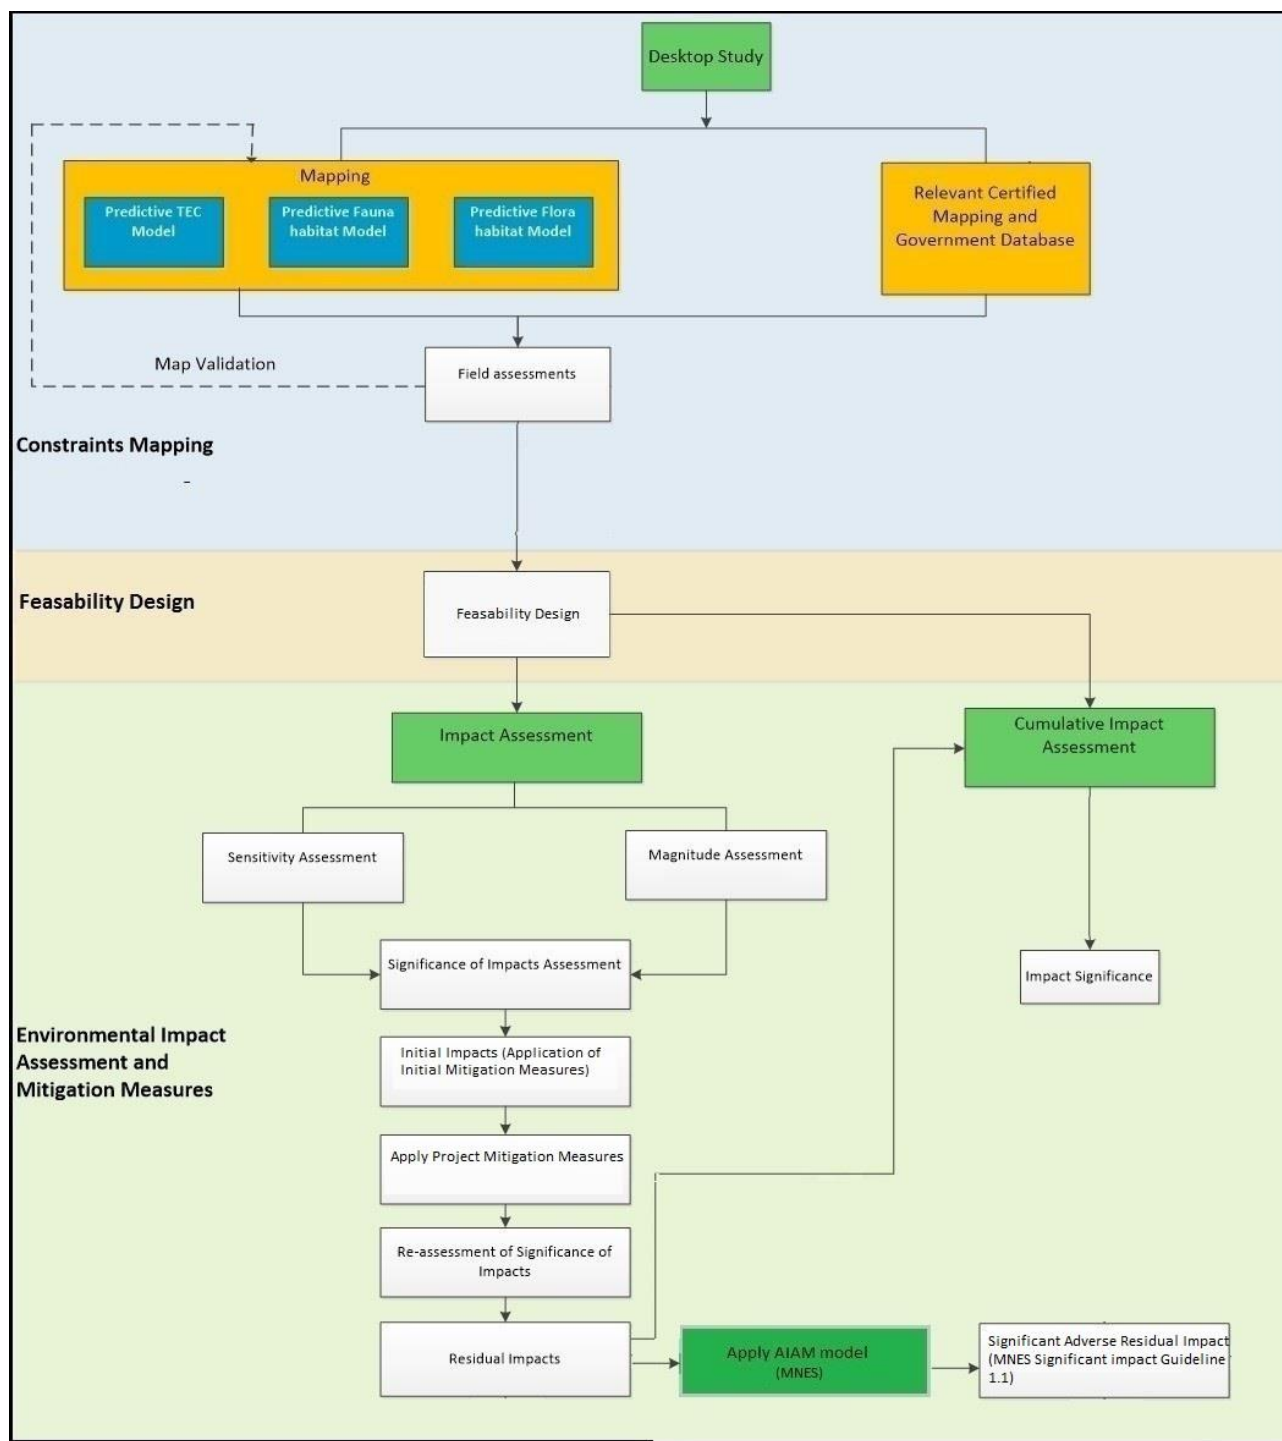 Desktop Study
Mapping
Predictive TEC
Model
Predictive Fauna
habitat Model
Predictive Flora
habitat Model
Relevant Certified
Mapping and
Government Database
Map Validation
Field assessments
Constraints Mapping
-
Feasability Design
Feasability Design
Impact Assessment
Cumulative Impact
Assessment
Sensitivity Assessment
Magnitude Assessment
Significance of Impacts Assessment
Impact Significance
Environmental Impact
Assessment and
Mitigation Measures
Initial Impacts (Application of
Initial Mitigation Measures)
Apply Project Mitigation Measures
Re-assessment of Significance of
Impacts
Residual Impacts
Apply AIAM model
(MNES)
Significant Adverse Residual Impact
(MNES Significant impact Guideline
1.1)